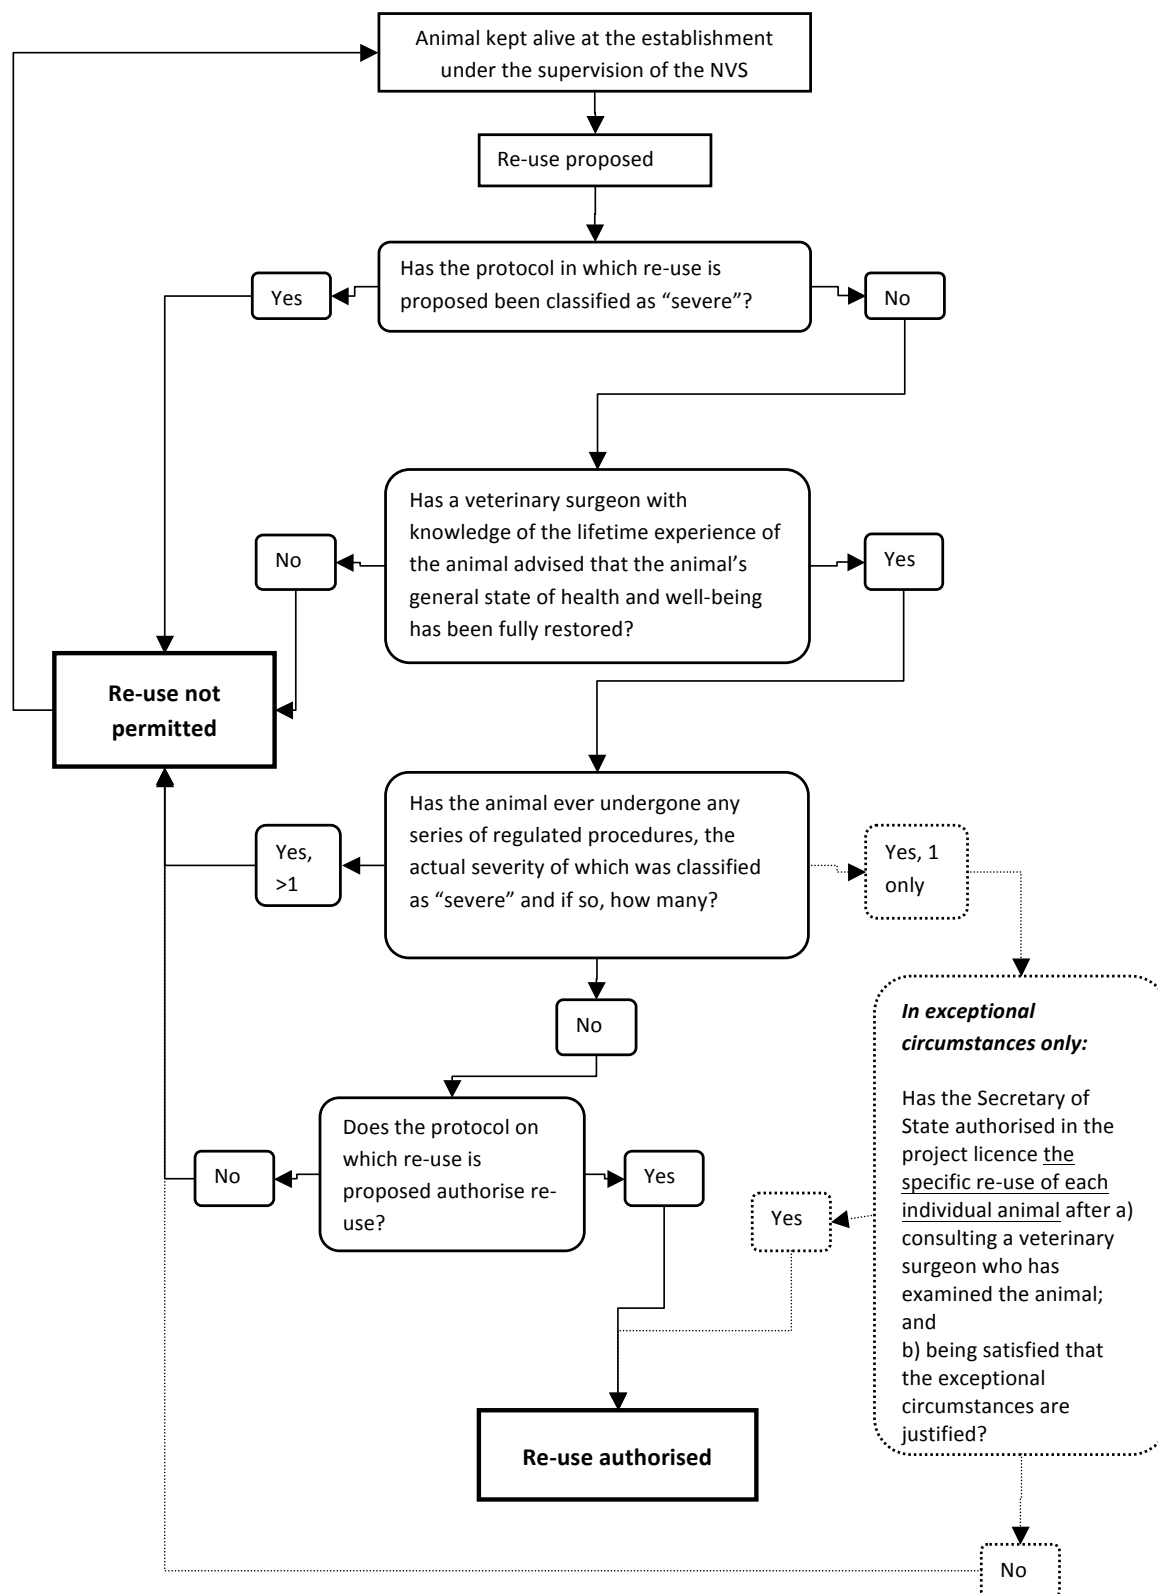 Animal kept alive at the establishment
under the supervision of the NVS
Re-use proposed
Has the protocol in which re-use is
proposed been classified as “severe”?
Yes
No
Has a veterinary surgeon with
knowledge of the lifetime experience of
the animal advised that the animal’s
general state of health and well-being
has been fully restored?
No
Yes
Re-use not
permitted
Has the animal ever undergone any
series of regulated procedures, the
actual severity of which was classified
as “severe” and if so, how many?
Yes,
>1
Yes, 1
only
No
In exceptional
circumstances only:
Has the Secretary of
State authorised in the
project licence the
specific re-use of each
individual animal after a)
consulting a veterinary
surgeon who has
examined the animal;
and
b) being satisfied that
the exceptional
circumstances are
justified?
Does the protocol on
which re-use is
proposed authorise re-
use?
No
Yes
Yes
Re-use authorised
No